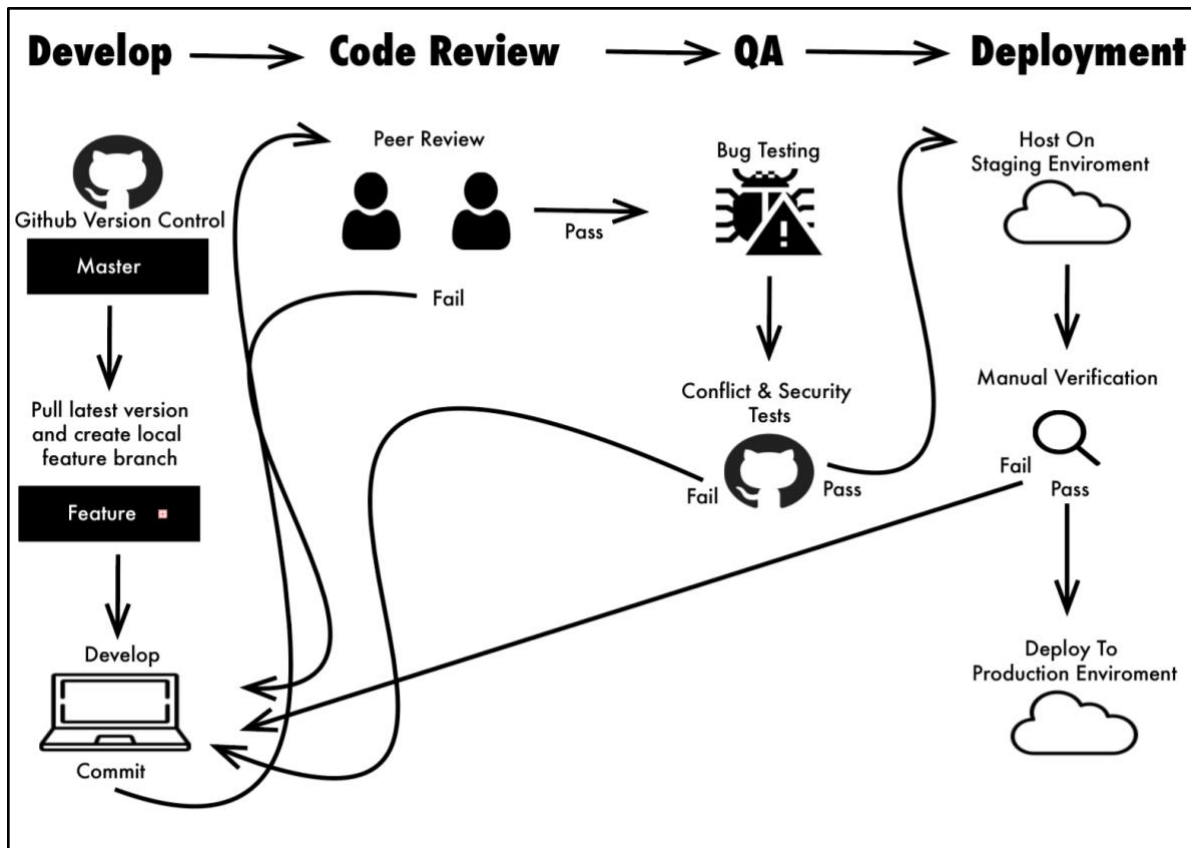 Develop
Code Review
QA
Deployment
Github Version Control
Master
Pull latest version
and create local
feature branch
Feature
Develop
Commit
Peer Review
Pass
Fail
Bug Testing
Conflict & Security
Tests
Fail
Pass
Host On
Staging Enviroment
Manual Verification
Fail
Pass
Deploy To
Production Enviroment